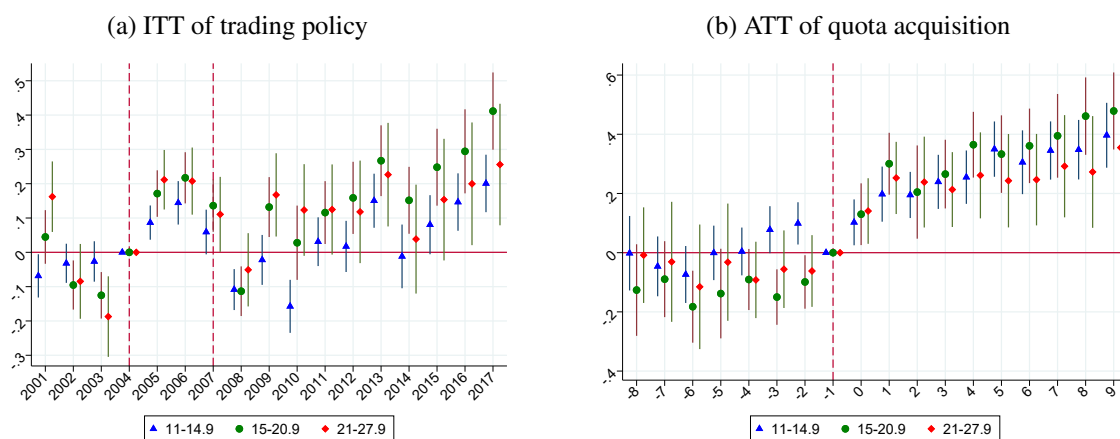 (a) ITT of trading policy
.5
.4
.3
.2
.1
0
-.1
-.2
-.3
2001 2002 2003 2004 2005 2006 2007 2008 2009 2010 2011 2012 2013 2014 2015 2016 2017
11-14.9 15-20.9 21-27.9
(b) ATT of quota acquisition
.6
.4
.2
0
-.2
-.4
-8 -7 -6 -5 -4 -3 -2 -1 0 1 2 3 4 5 6 7 8 9
11-14.9 15-20.9 21-27.9